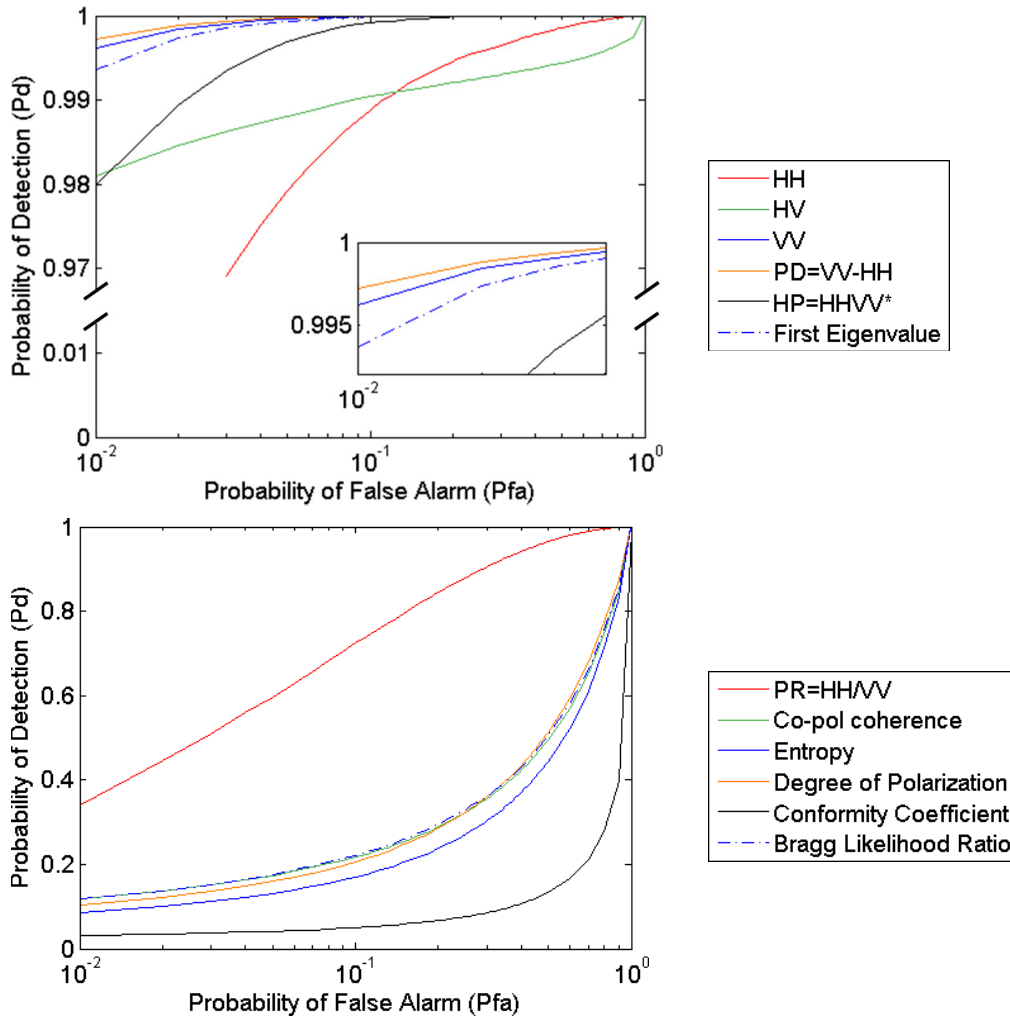 1
0.99
0.98
0.97
0.01
0
Probability of Detection (Pd)
10^-2
10^-1
10^0
Probability of False Alarm (Pfa)
1
0.995
10^-2
HH
HV
VV
PD=VV-HH
HP=HHVV*
First Eigenvalue
1
0.8
0.6
0.4
0.2
0
Probability of Detection (Pd)
10^-2
10^-1
10^0
Probability of False Alarm (Pfa)
PR=HH/VV
Co-pol coherence
Entropy
Degree of Polarization
Conformity Coefficient
Bragg Likelihood Ratio